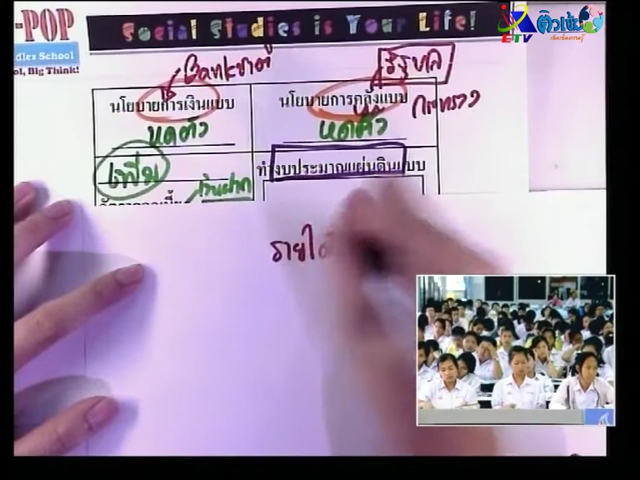 -POP
Social Studies is Your Life!
ETV ติวเข้ม
dies School
ol, Big Think!
Bankชาติ
รัฐบาล
นโยบายการเงินแบบ
นโยบายการคลังแบบ
กระทรวง
หดตัว
หดตัว
เพิ่ม
ทำงบประมาณแผ่นดินแบบ
เงินฝาก
รายได้